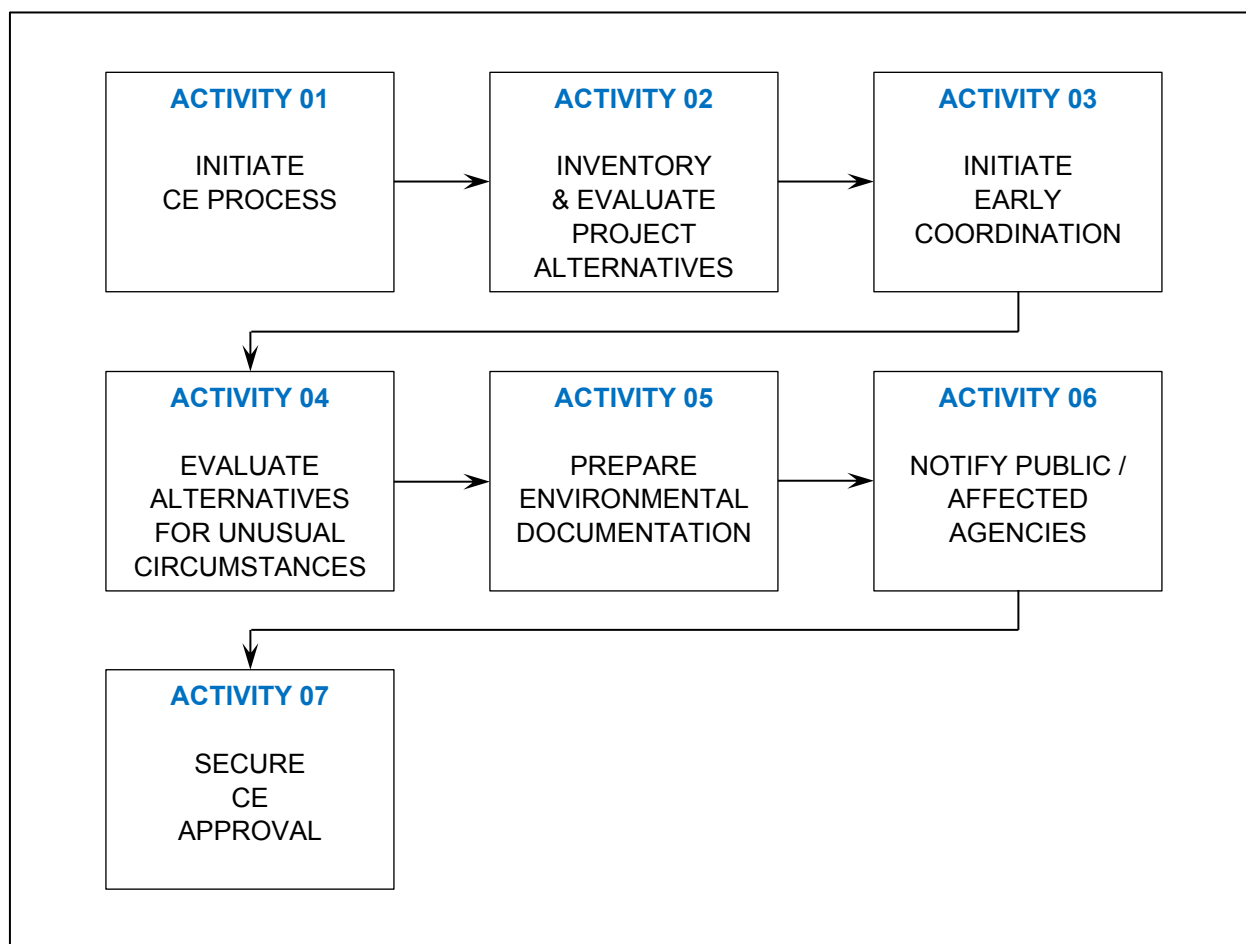 ACTIVITY 01
INITIATE
CE PROCESS
ACTIVITY 02
INVENTORY
& EVALUATE
PROJECT
ALTERNATIVES
ACTIVITY 03
INITIATE
EARLY
COORDINATION
ACTIVITY 04
EVALUATE
ALTERNATIVES
FOR UNUSUAL
CIRCUMSTANCES
ACTIVITY 05
PREPARE
ENVIRONMENTAL
DOCUMENTATION
ACTIVITY 06
NOTIFY PUBLIC /
AFFECTED
AGENCIES
ACTIVITY 07
SECURE
CE
APPROVAL